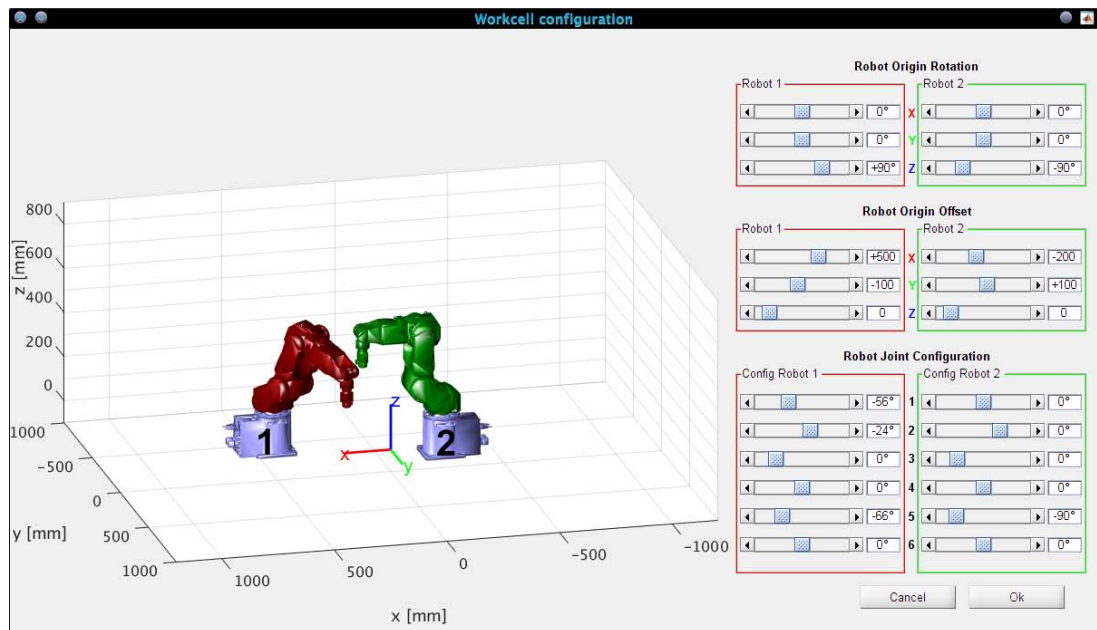 Workcell configuration
Robot Origin Rotation
Robot 1
Robot 2
0° X 0°
0° Y 0°
+90° Z -90°
Robot Origin Offset
Robot 1
Robot 2
+500 X -200
-100 Y +100
0 Z 0
Robot Joint Configuration
Config Robot 1
Config Robot 2
-56° 1 0°
-24° 2 0°
0° 3 0°
0° 4 0°
-66° 5 -90°
0° 6 0°
Cancel
Ok
800
600
400
200
0
z [mm]
1000
-500
0
500
1000
y [mm]
1000
500
0
-500
-1000
x [mm]
1
2
z
x
y